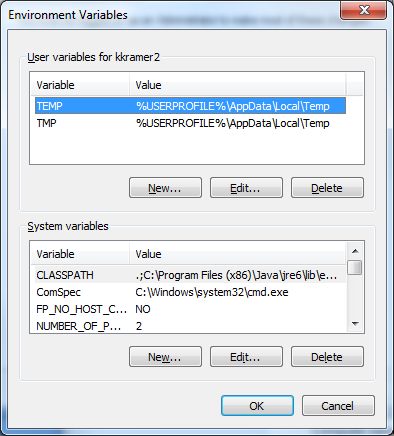 Environment Variables
User variables for kkramer2
Variable Value
TEMP %USERPROFILE%\AppData\Local\Temp
TMP %USERPROFILE%\AppData\Local\Temp
New... Edit... Delete
System variables
Variable Value
CLASSPATH .;C:\Program Files (x86)\Java\jre6\lib\e...
ComSpec C:\Windows\system32\cmd.exe
FP_NO_HOST_C... NO
NUMBER_OF_P... 2
New... Edit... Delete
OK Cancel